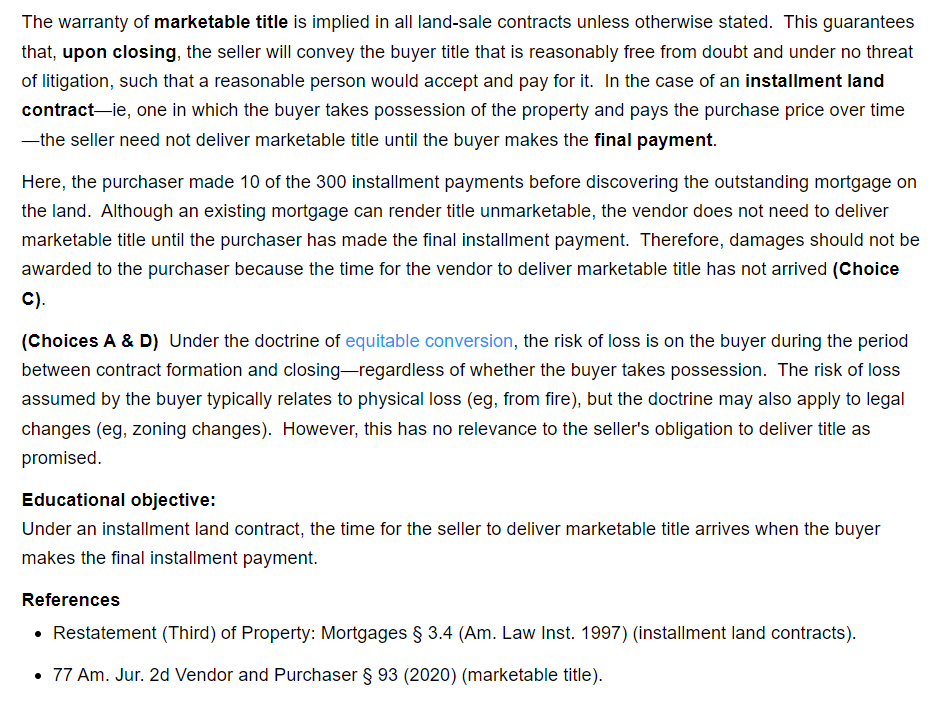 The warranty of marketable title is implied in all land-sale contracts unless otherwise stated.  This guarantees
that, upon closing, the seller will convey the buyer title that is reasonably free from doubt and under no threat
of litigation, such that a reasonable person would accept and pay for it.  In the case of an installment land
contract—ie, one in which the buyer takes possession of the property and pays the purchase price over time
—the seller need not deliver marketable title until the buyer makes the final payment.
Here, the purchaser made 10 of the 300 installment payments before discovering the outstanding mortgage on
the land.  Although an existing mortgage can render title unmarketable, the vendor does not need to deliver
marketable title until the purchaser has made the final installment payment.  Therefore, damages should not be
awarded to the purchaser because the time for the vendor to deliver marketable title has not arrived (Choice
C).
(Choices A & D)  Under the doctrine of equitable conversion, the risk of loss is on the buyer during the period
between contract formation and closing—regardless of whether the buyer takes possession.  The risk of loss
assumed by the buyer typically relates to physical loss (eg, from fire), but the doctrine may also apply to legal
changes (eg, zoning changes).  However, this has no relevance to the seller's obligation to deliver title as
promised.
Educational objective:
Under an installment land contract, the time for the seller to deliver marketable title arrives when the buyer
makes the final installment payment.
References
• Restatement (Third) of Property: Mortgages § 3.4 (Am. Law Inst. 1997) (installment land contracts).
• 77 Am. Jur. 2d Vendor and Purchaser § 93 (2020) (marketable title).